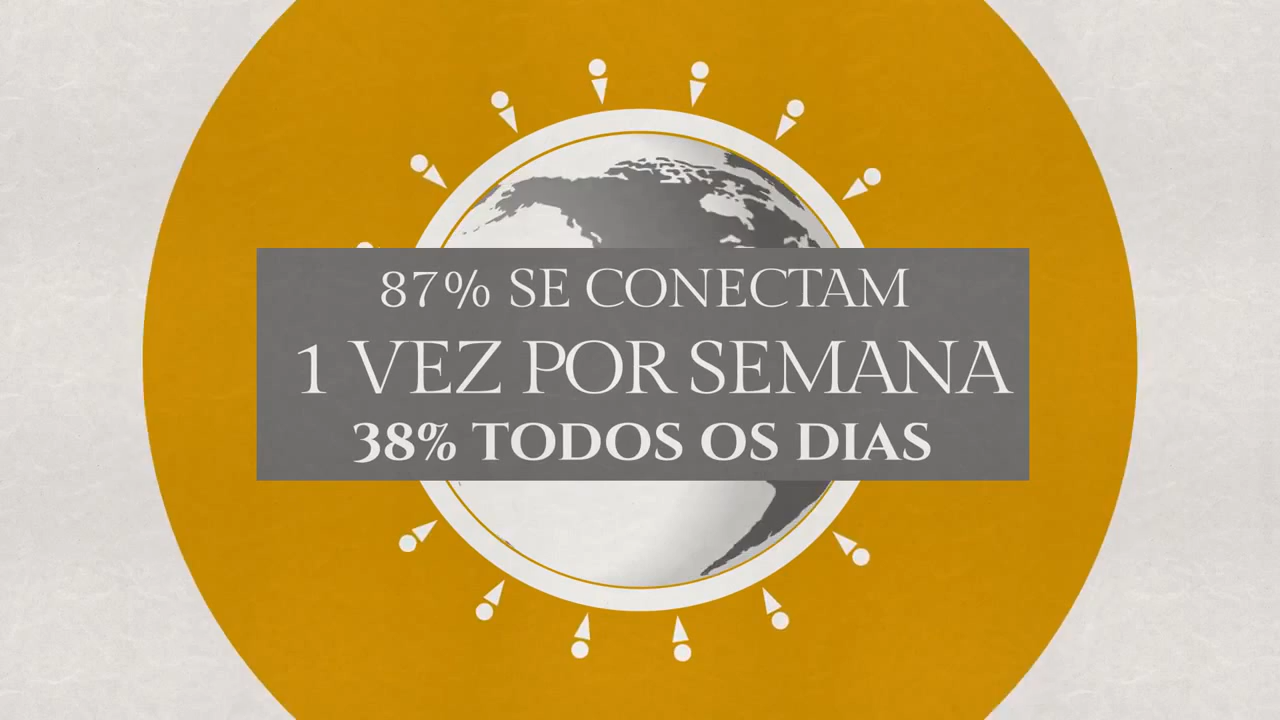 87% SE CONECTAM
1 VEZ POR SEMANA
38% TODOS OS DIAS